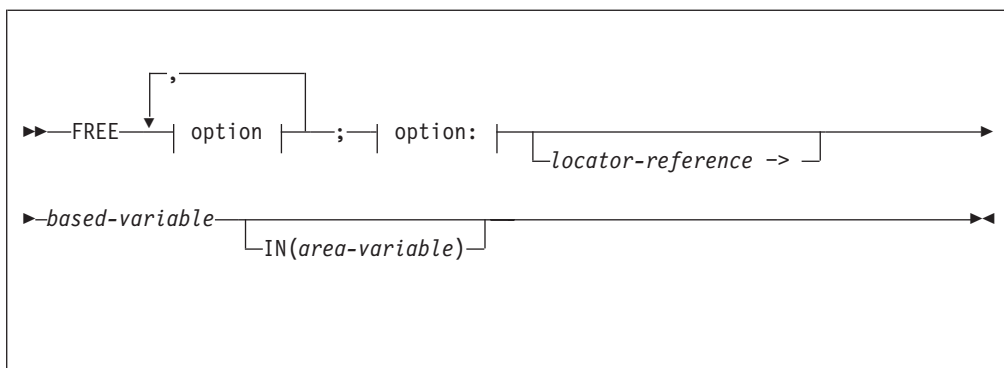 ,
►►—FREE—| option |—;—| option: |—
locator-reference –>
►—based-variable—
IN(area-variable)